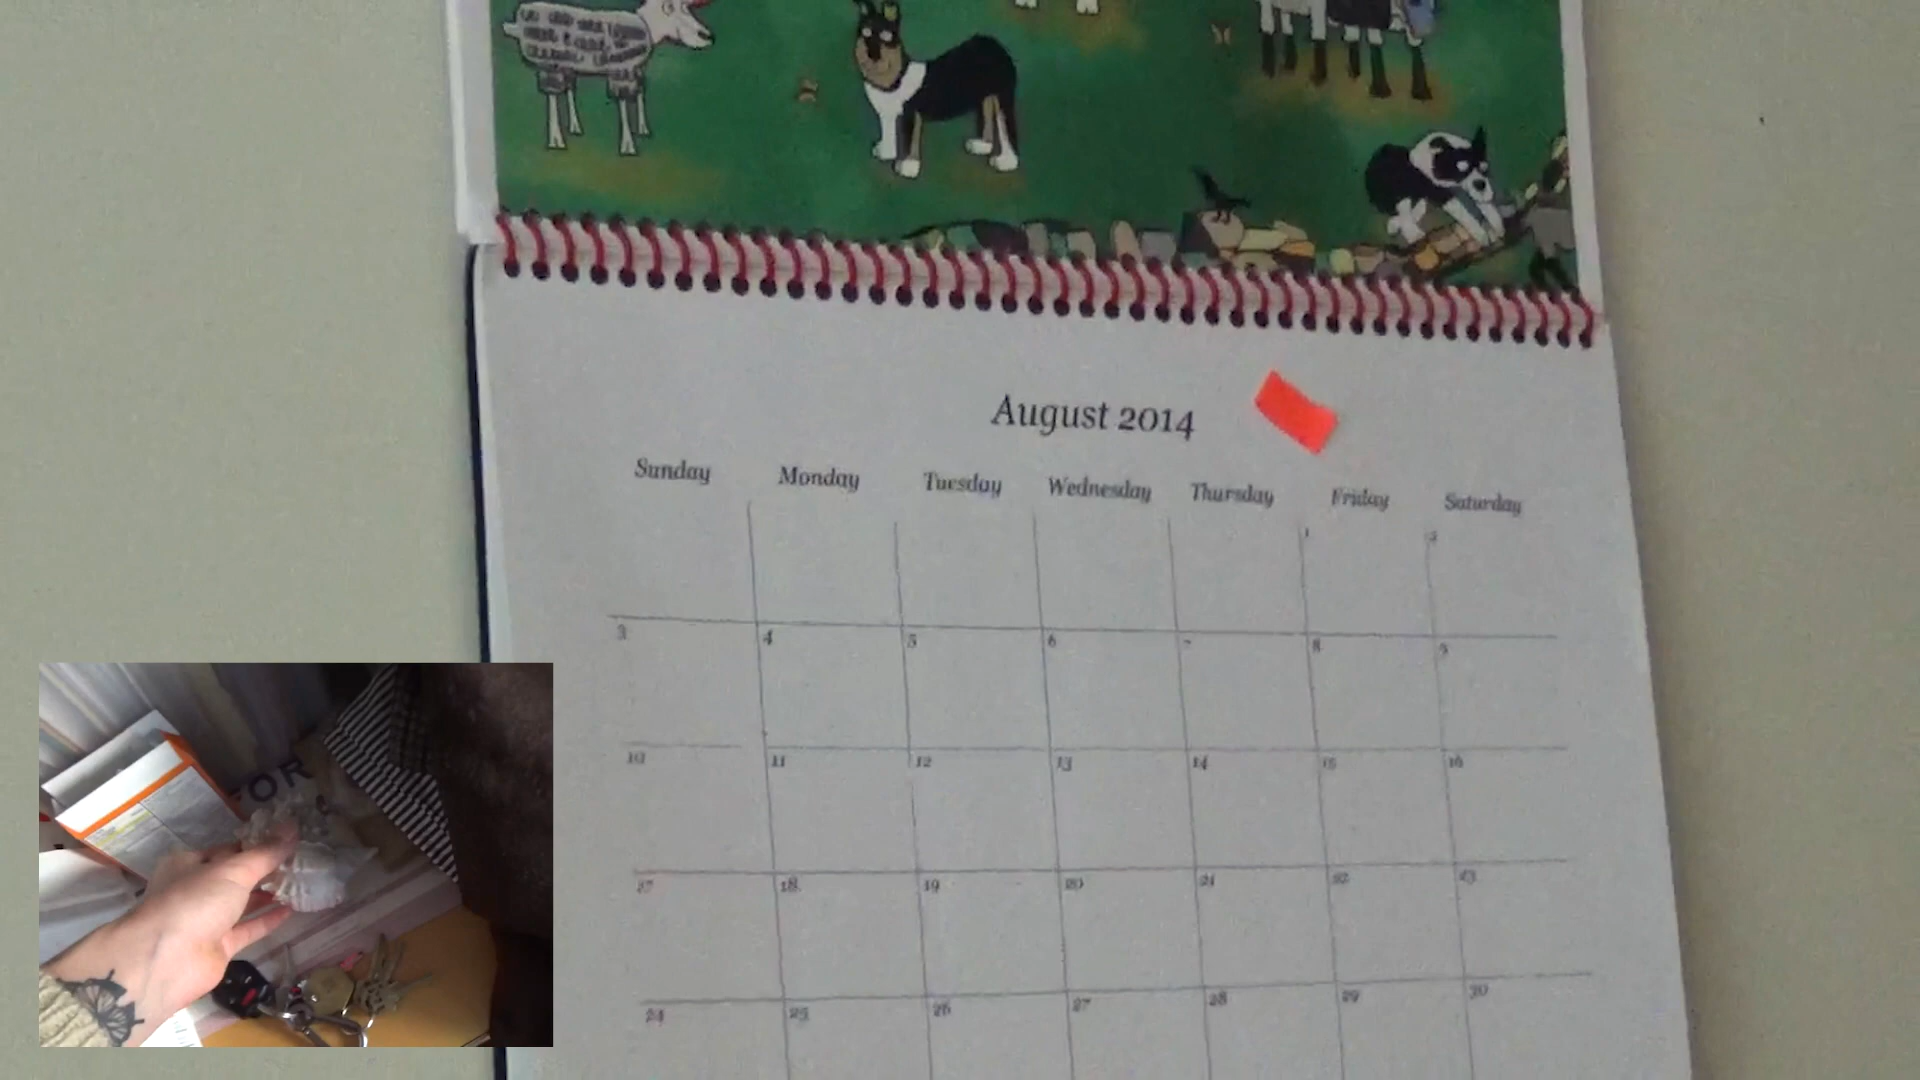 August 2014
Sunday Monday Tuesday Wednesday Thursday Friday Saturday
1 2
3 4 5 6 7 8 9
10 11 12 13 14 15 16
17 18 19 20 21 22 23
24 25 26 27 28 29 30
FOR